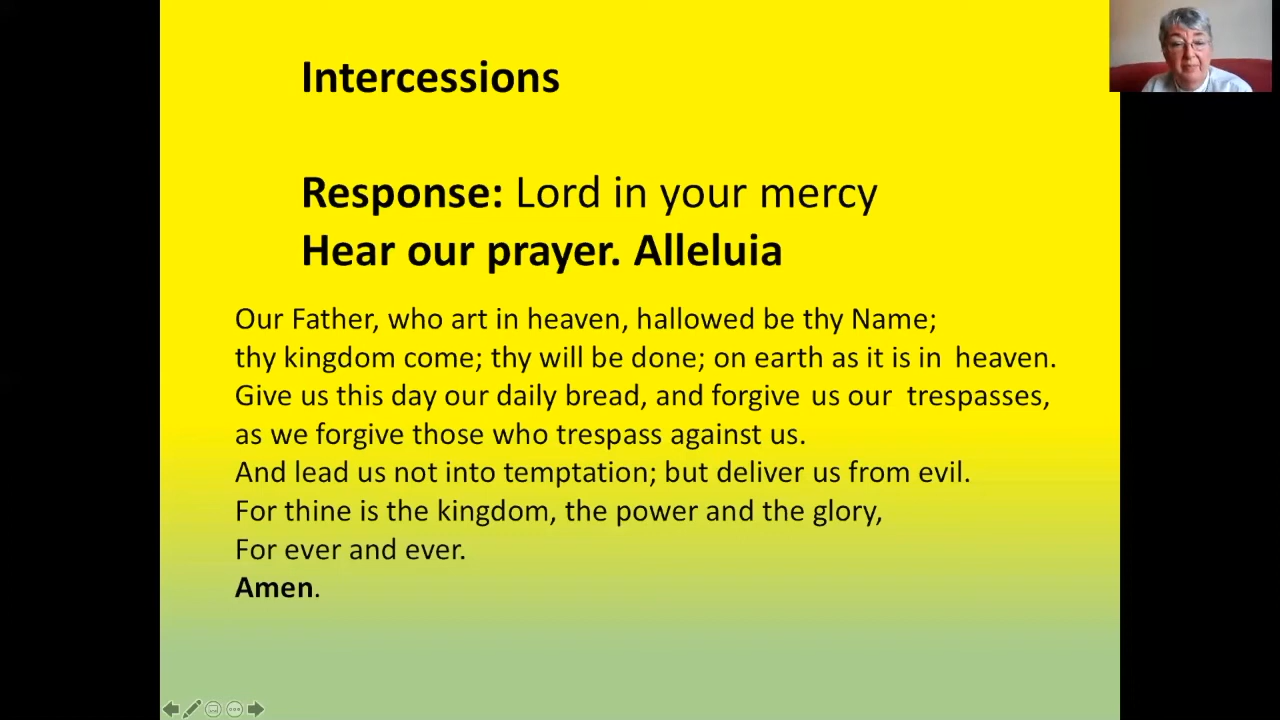 Intercessions
Response: Lord in your mercy
Hear our prayer. Alleluia
Our Father, who art in heaven, hallowed be thy Name;
thy kingdom come; thy will be done; on earth as it is in heaven.
Give us this day our daily bread, and forgive us our trespasses,
as we forgive those who trespass against us.
And lead us not into temptation; but deliver us from evil.
For thine is the kingdom, the power and the glory,
For ever and ever.
Amen.